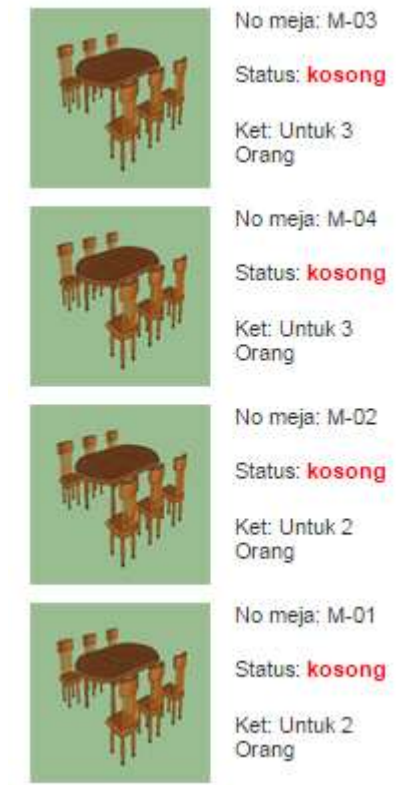 No meja: M-03
Status: kosong
Ket: Untuk 3
Orang
No meja: M-04
Status: kosong
Ket: Untuk 3
Orang
No meja: M-02
Status: kosong
Ket: Untuk 2
Orang
No meja: M-01
Status: kosong
Ket: Untuk 2
Orang